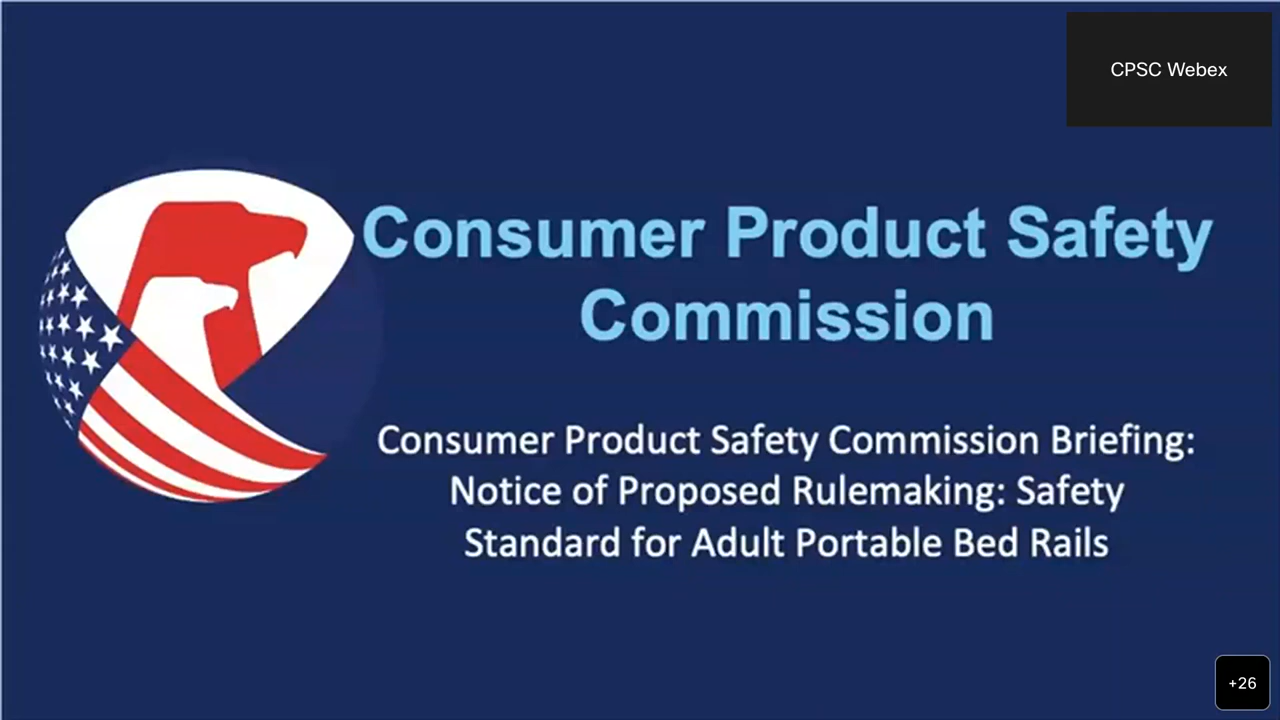 CPSC Webex
Consumer Product Safety
Commission
Consumer Product Safety Commission Briefing:
Notice of Proposed Rulemaking: Safety
Standard for Adult Portable Bed Rails
+26